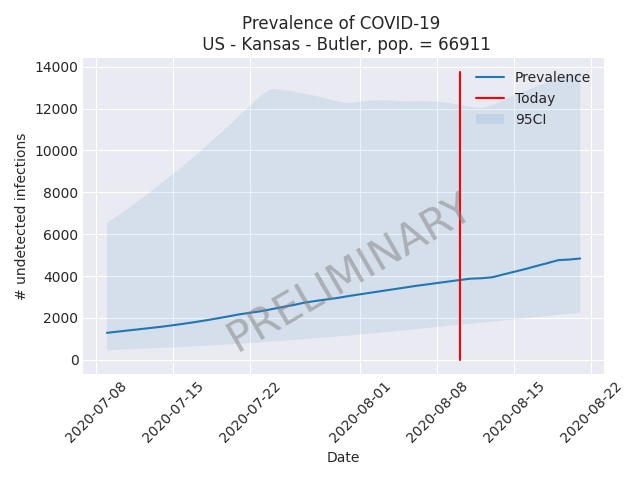 Prevalence of COVID-19
US - Kansas - Butler, pop. = 66911
14000
12000
10000
8000
6000
4000
2000
0
# undetected infections
Prevalence
Today
95CI
PRELIMINARY
2020-07-08
2020-07-15
2020-07-22
2020-08-01
2020-08-08
2020-08-15
2020-08-22
Date